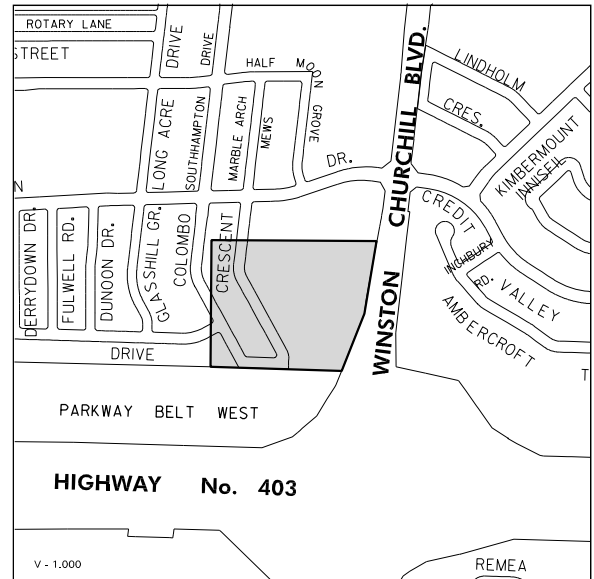 ROTARY LANE
STREET
DRIVE
DRIVE
HALF MOON GROVE
LONG ACRE
SOUTHHAMPTON
MARBLE ARCH
MEWS
DR.
WINSTON CHURCHILL BLVD.
LINDHOLM
CRES.
KIMBERMOUNT
INNISFIL
CREDIT
VALLEY
INCHBURY
RD.
AMBERCROFT
T
N
DERRYDOWN DR.
FULWELL RD.
DUNOON DR.
GLASSHILL GR.
COLOMBO
CRESCENT
DRIVE
PARKWAY BELT WEST
HIGHWAY No. 403
V - 1.000
REMEA